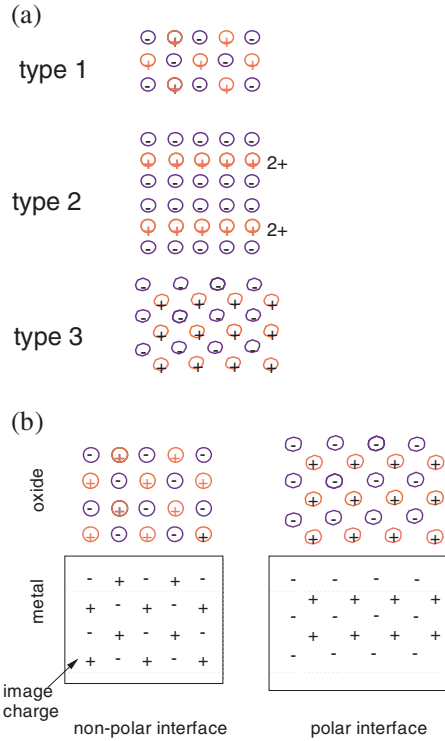 (a)
- + - + -
type 1
+ - + - +
- + - + -
- - - - -
+ + + + + 2+
- - - - -
type 2
- - - - -
+ + + + + 2+
- - - - -
- - - -
+ + + +
- - - -
type 3
+ + + +
- - - -
+ + + +
(b)
oxide
- + - + -
+ - + - +
- + - + -
+ - + - +
- - - -
+ + + +
- - - -
+ + + +
- - - -
+ + + +
metal
- + - + -
+ - + - +
- + - + -
+ - + - +
- - - -
+ + + +
- - - -
+ + + +
- - - -
image
charge
non-polar interface
polar interface